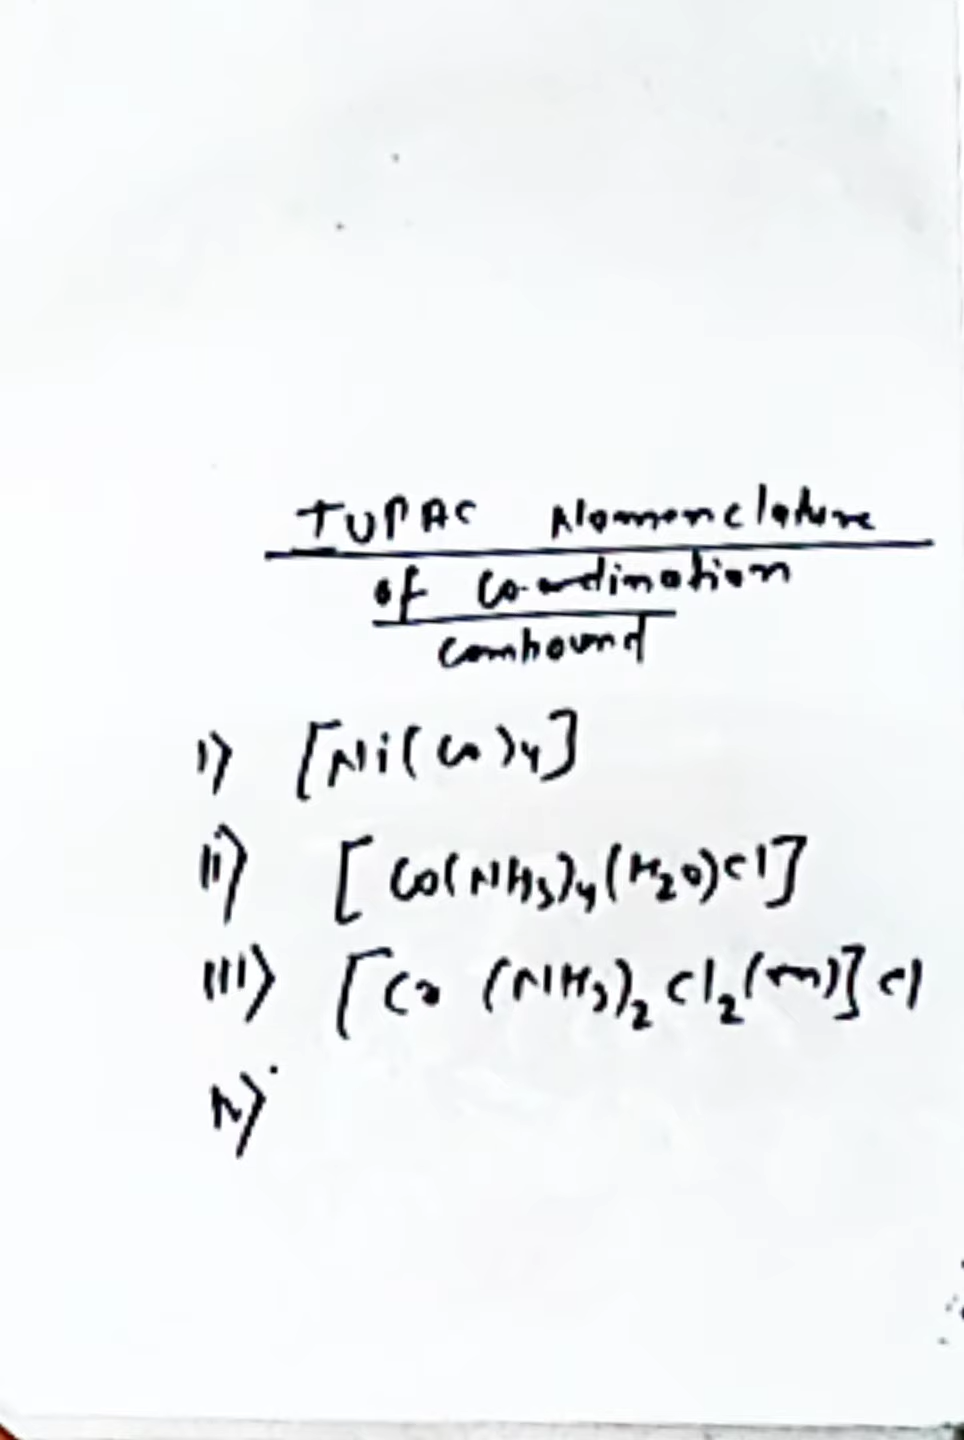 IUPAC Nomenclature
of Co-ordination
combound
i) [Ni(Co)4]
ii) [Co(NH3)4(H2O)Cl]
iii) [Co (NH3)2 Cl2(en)]Cl
iv)